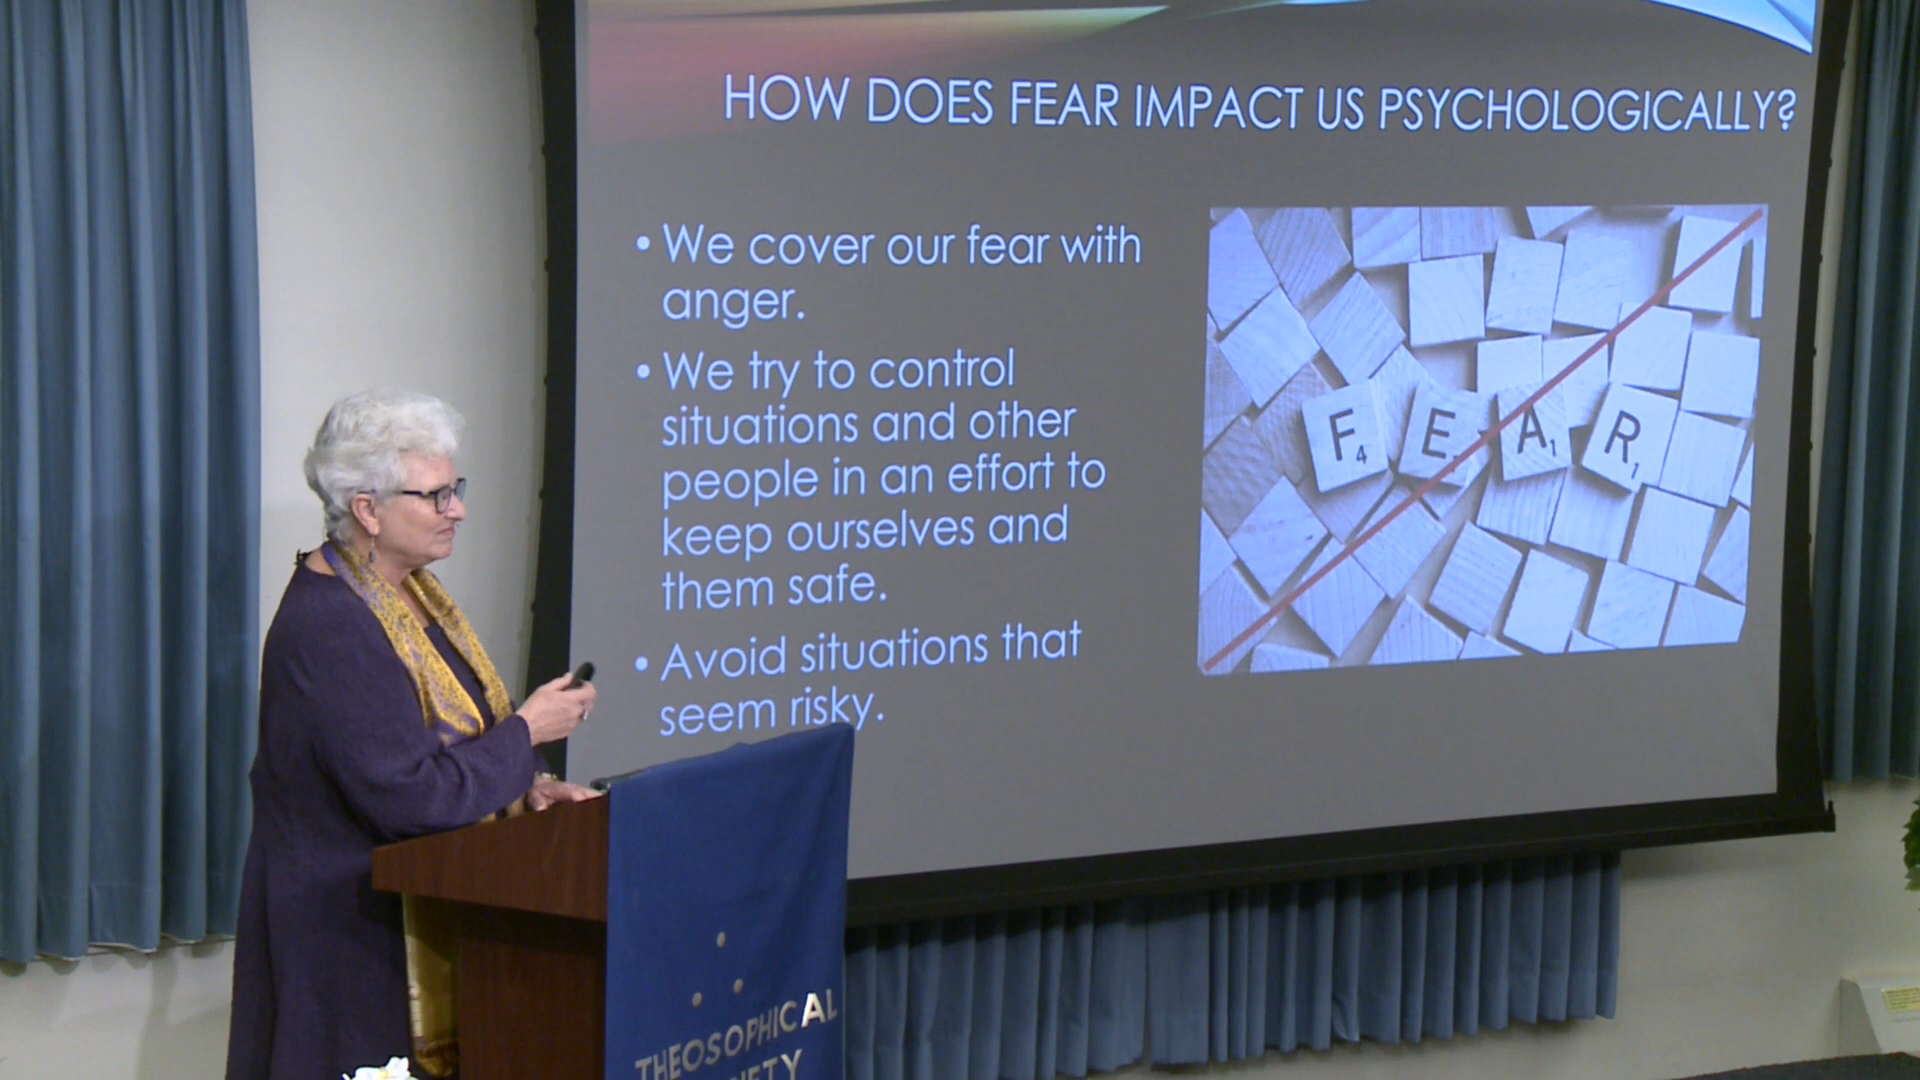 HOW DOES FEAR IMPACT US PSYCHOLOGICALLY?
• We cover our fear with
anger.
• We try to control
situations and other
people in an effort to
keep ourselves and
them safe.
• Avoid situations that
seem risky.
F4 E A1 R1
THEOSOPHICAL